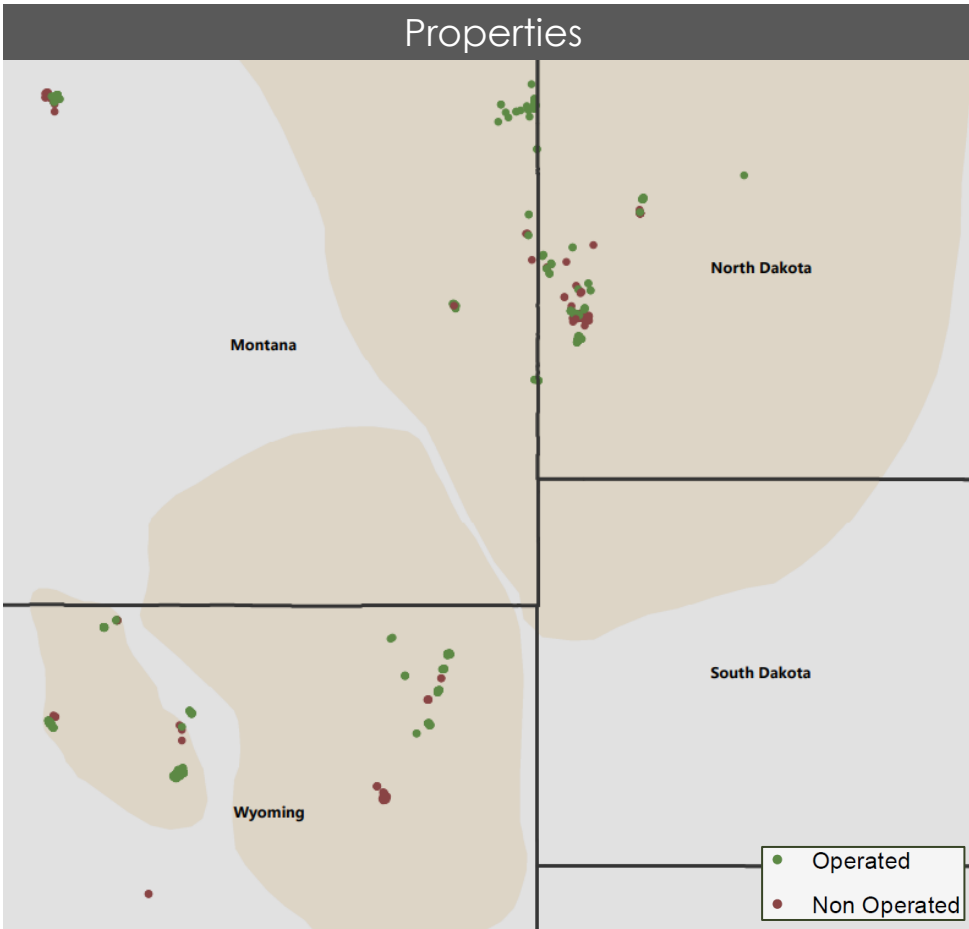 Properties
North Dakota
Montana
South Dakota
Wyoming
Operated
Non Operated